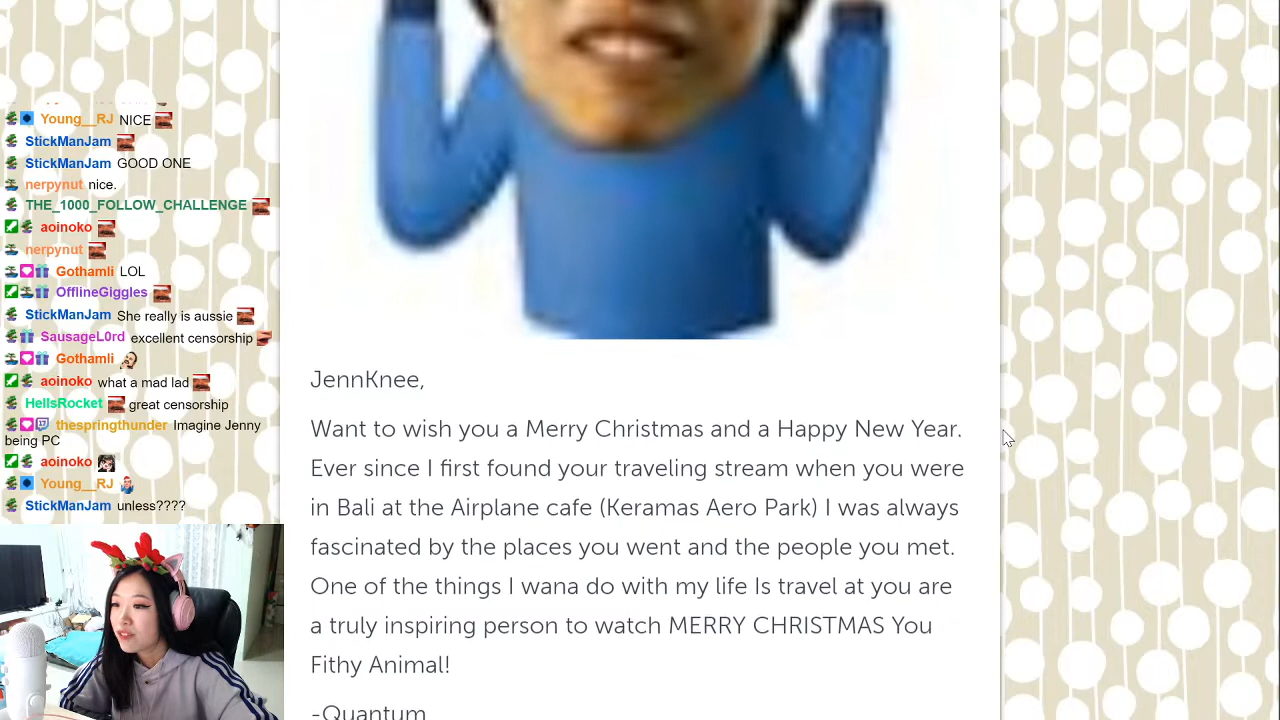 Young__RJ NICE
StickManJam
StickManJam GOOD ONE
nerpynut nice.
THE_1000_FOLLOW_CHALLENGE
aoinoko
nerpynut
Gothamli LOL
OfflineGiggles
StickManJam She really is aussie
SausageL0rd excellent censorship
Gothamli
aoinoko what a mad lad
HellsRocket great censorship
thespringthunder Imagine Jenny
being PC
aoinoko
Young__RJ
StickManJam unless????
JennKnee,
Want to wish you a Merry Christmas and a Happy New Year.
Ever since I first found your traveling stream when you were
in Bali at the Airplane cafe (Keramas Aero Park) I was always
fascinated by the places you went and the people you met.
One of the things I wana do with my life Is travel at you are
a truly inspiring person to watch MERRY CHRISTMAS You
Fithy Animal!
-Quantum